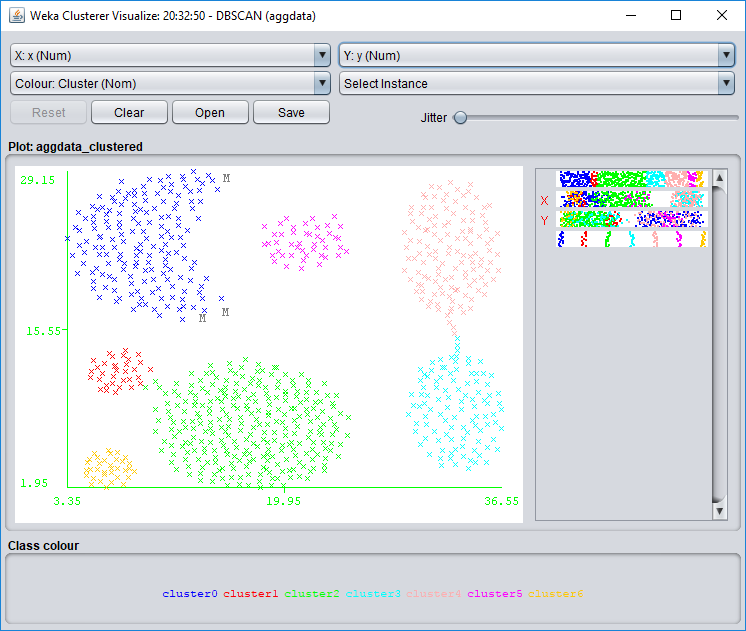 Weka Clusterer Visualize: 20:32:50 - DBSCAN (aggdata)
X: x (Num) Y: y (Num)
Colour: Cluster (Nom) Select Instance
Reset Clear Open Save Jitter
Plot: aggdata_clustered
29.15 M
X
Y
M
M
15.55
1.95
3.35 19.95 36.55
Class colour
cluster0 cluster1 cluster2 cluster3 cluster4 cluster5 cluster6